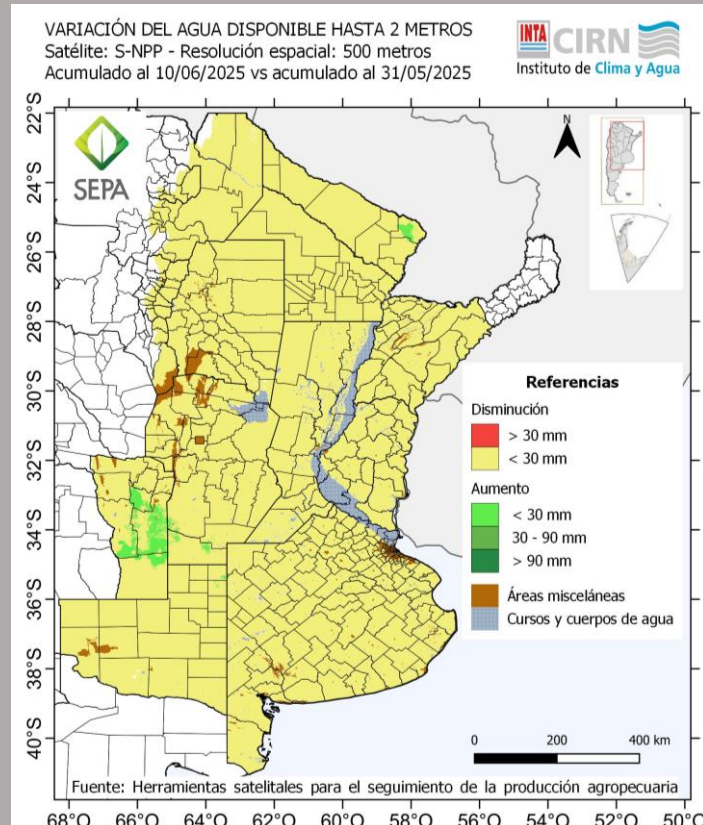 VARIACIÓN DEL AGUA DISPONIBLE HASTA 2 METROS
Satélite: S-NPP - Resolución espacial: 500 metros
Acumulado al 10/06/2025 vs acumulado al 31/05/2025
INTA CIRN
Instituto de Clima y Agua
SEPA
N
22°S
24°S
26°S
28°S
30°S
32°S
34°S
36°S
38°S
40°S
Referencias
Disminución
> 30 mm
< 30 mm
Aumento
< 30 mm
30 - 90 mm
> 90 mm
Áreas misceláneas
Cursos y cuerpos de agua
0 200 400 km
Fuente: Herramientas satelitales para el seguimiento de la producción agropecuaria
68°O 66°O 64°O 62°O 60°O 58°O 56°O 54°O 52°O 50°O